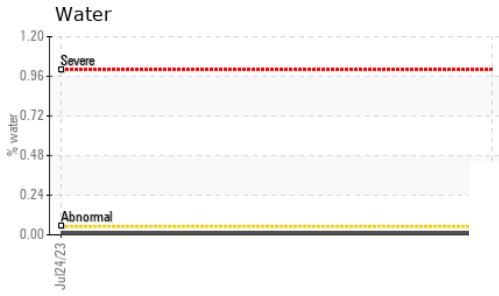 Water
1.20
Severe
0.96
0.72
% water
0.48
0.24
Abnormal
0.00
Jul24/23